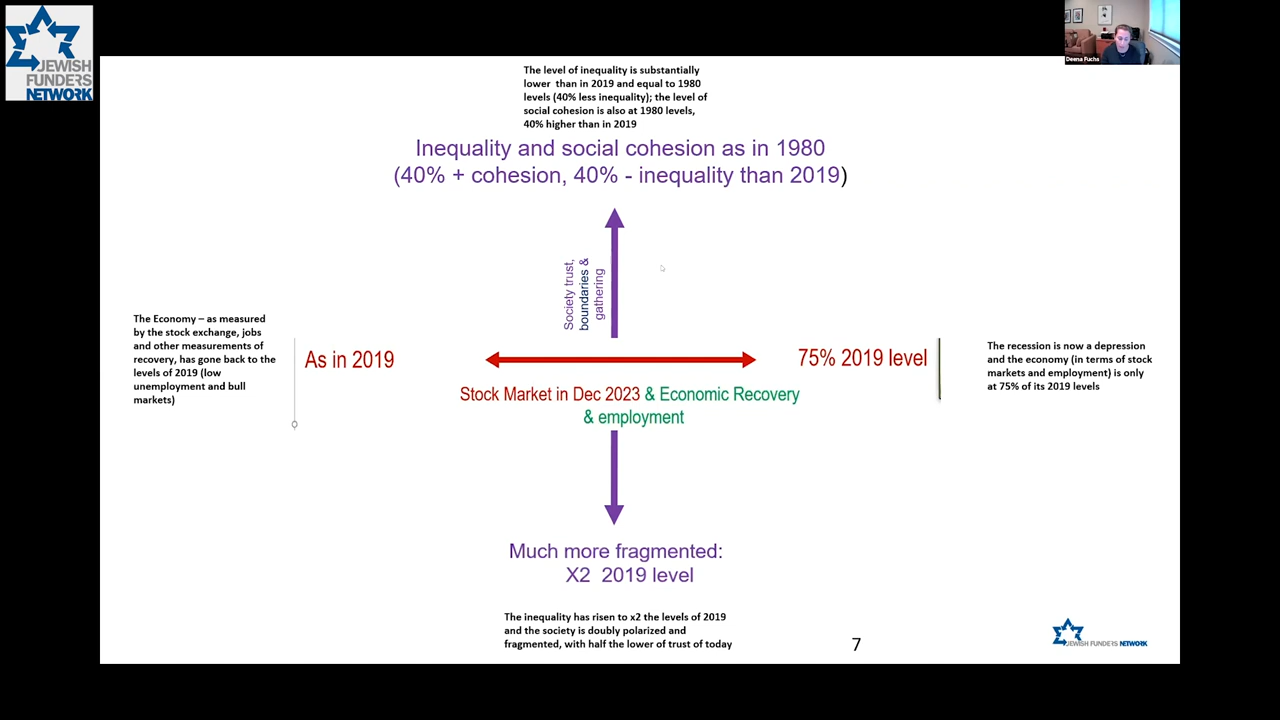 JEWISH
FUNDERS
NETWORK
Deena Fuchs
The level of inequality is substantially
lower than in 2019 and equal to 1980
levels (40% less inequality); the level of
social cohesion is also at 1980 levels,
40% higher than in 2019
Inequality and social cohesion as in 1980
(40% + cohesion, 40% - inequality than 2019)
Society trust,
boundaries &
gathering
The Economy – as measured
by the stock exchange, jobs
and other measurements of
recovery, has gone back to the
levels of 2019 (low
unemployment and bull
markets)
As in 2019
75% 2019 level
The recession is now a depression
and the economy (in terms of stock
markets and employment) is only
at 75% of its 2019 levels
Stock Market in Dec 2023 & Economic Recovery
& employment
Much more fragmented:
X2 2019 level
The inequality has risen to x2 the levels of 2019
and the society is doubly polarized and
fragmented, with half the lower of trust of today
7
JEWISH FUNDERS NETWORK